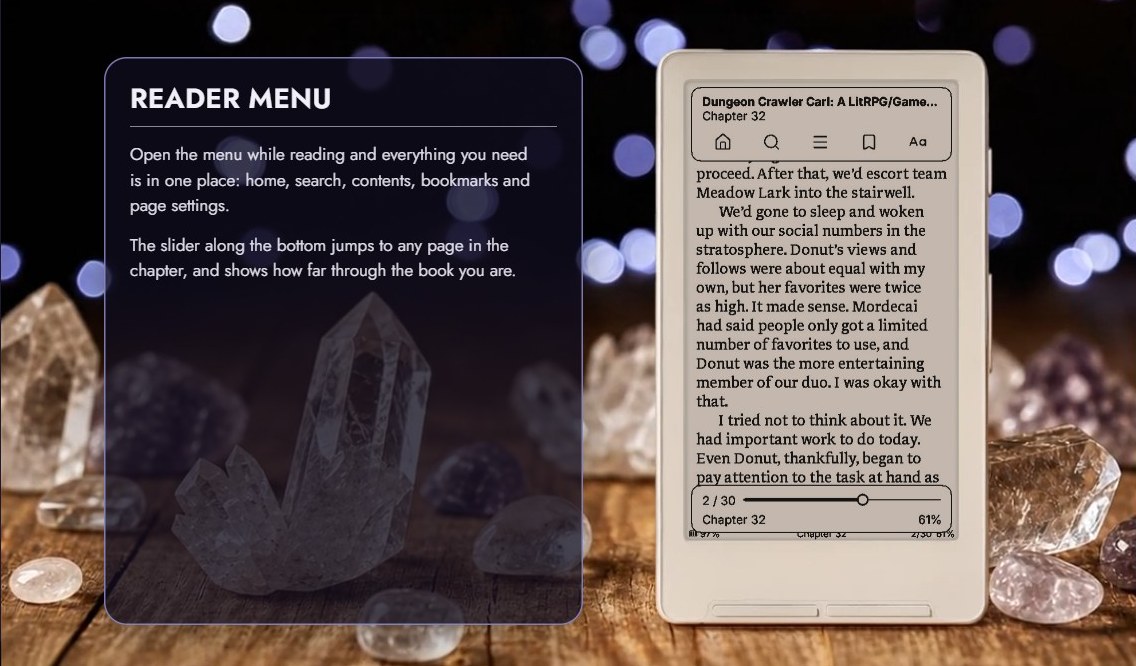 READER MENU
Open the menu while reading and everything you need
is in one place: home, search, contents, bookmarks and
page settings.
The slider along the bottom jumps to any page in the
chapter, and shows how far through the book you are.
Dungeon Crawler Carl: A LitRPG/Game...
Chapter 32
Aa
proceed. After that, we'd escort team
Meadow Lark into the stairwell.
We'd gone to sleep and woken
up with our social numbers in the
stratosphere. Donut's views and
follows were about equal with my
own, but her favorites were twice
as high. It made sense. Mordecai
had said people only got a limited
number of favorites to use, and
Donut was the more entertaining
member of our duo. I was okay with
that.
I tried not to think about it. We
had important work to do today.
Even Donut, thankfully, began to
pay attention to the task at hand as
2 / 30
Chapter 32 61%
97% Chapter 32 2/30 61%